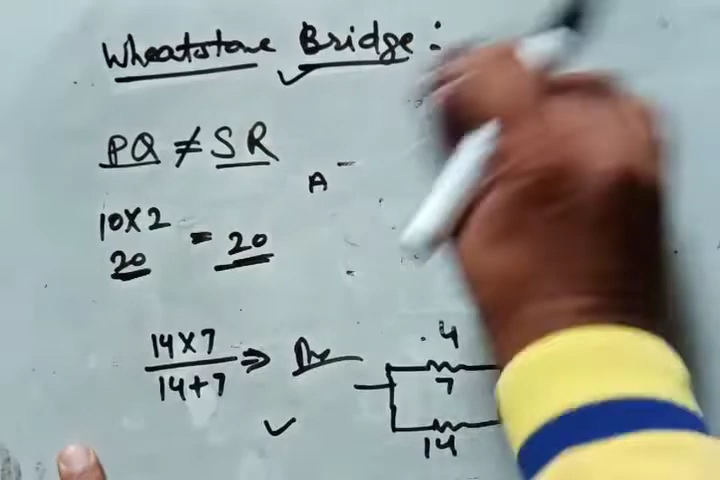 Wheatstone Bridge :
PQ ≠ SR
A
10×2
20 = 20
14×7
14+7 ⇒
4
7
14